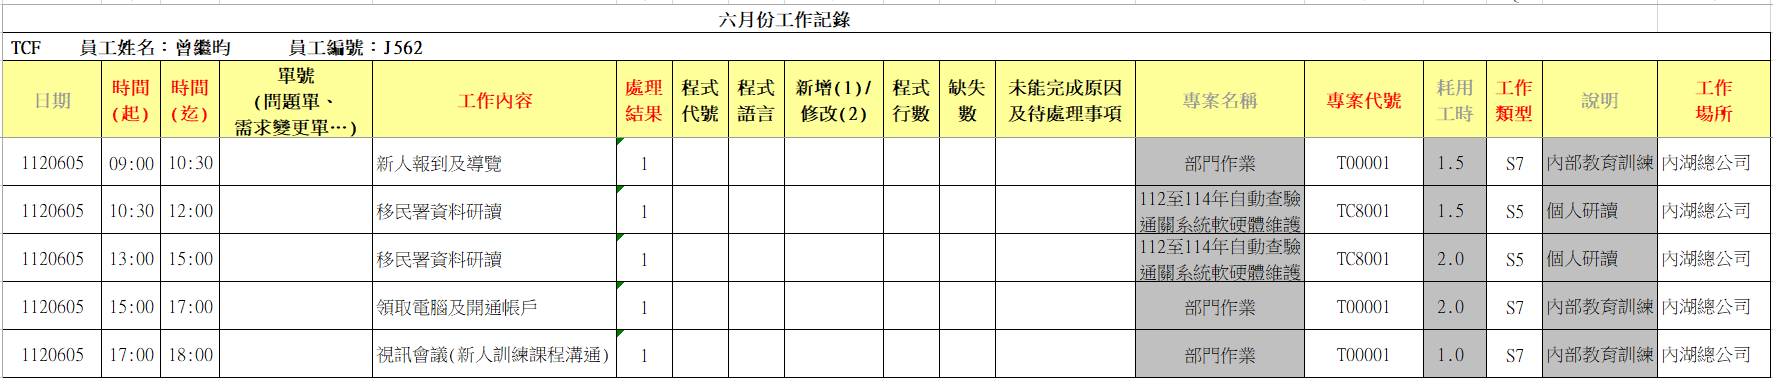 六月份工作記錄
TCF 員工姓名：曾繼昀 員工編號：J562
日期 時間(起) 時間(迄) 單號(問題單、需求變更單…) 工作內容 處理結果 程式代號 程式語言 新增(1)/修改(2) 程式行數 缺失數 未能完成原因及待處理事項 專案名稱 專案代號 耗用工時 工作類型 說明 工作場所
1120605 09:00 10:30 新人報到及導覽 1 部門作業 T00001 1.5 S7 內部教育訓練 內湖總公司
1120605 10:30 12:00 移民署資料研讀 1 112至114年自動查驗通關系統軟硬體維護 TC8001 1.5 S5 個人研讀 內湖總公司
1120605 13:00 15:00 移民署資料研讀 1 112至114年自動查驗通關系統軟硬體維護 TC8001 2.0 S5 個人研讀 內湖總公司
1120605 15:00 17:00 領取電腦及開通帳戶 1 部門作業 T00001 2.0 S7 內部教育訓練 內湖總公司
1120605 17:00 18:00 視訊會議(新人訓練課程溝通) 1 部門作業 T00001 1.0 S7 內部教育訓練 內湖總公司